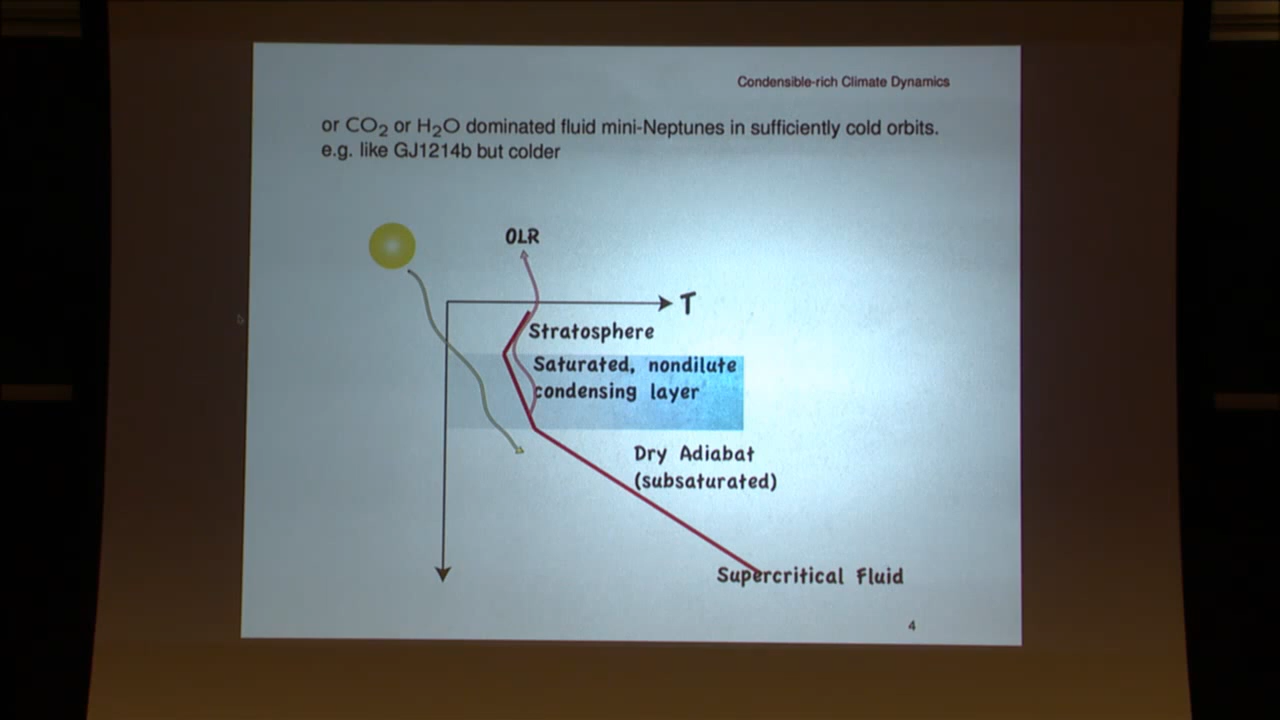 Condensible-rich Climate Dynamics
or CO₂ or H₂O dominated fluid mini-Neptunes in sufficiently cold orbits.
e.g. like GJ1214b but colder
OLR
T
Stratosphere
Saturated, nondilute
condensing layer
Dry Adiabat
(subsaturated)
Supercritical Fluid
4